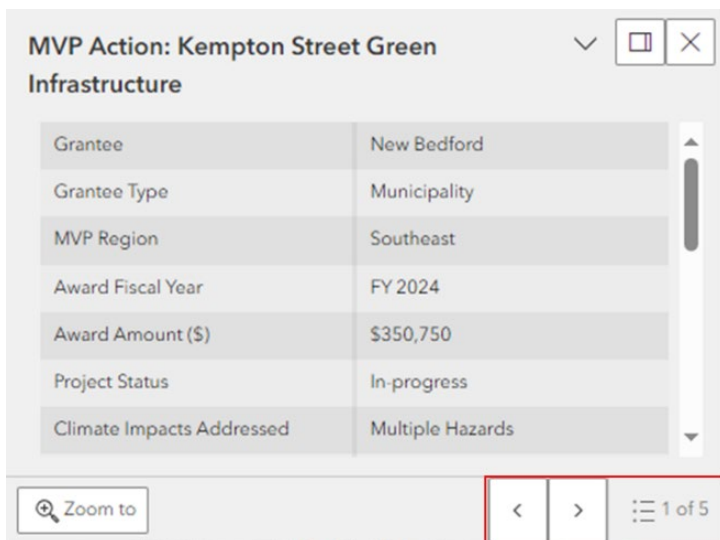 MVP Action: Kempton Street Green
Infrastructure
Grantee New Bedford
Grantee Type Municipality
MVP Region Southeast
Award Fiscal Year FY 2024
Award Amount ($) $350,750
Project Status In-progress
Climate Impacts Addressed Multiple Hazards
Zoom to 1 of 5